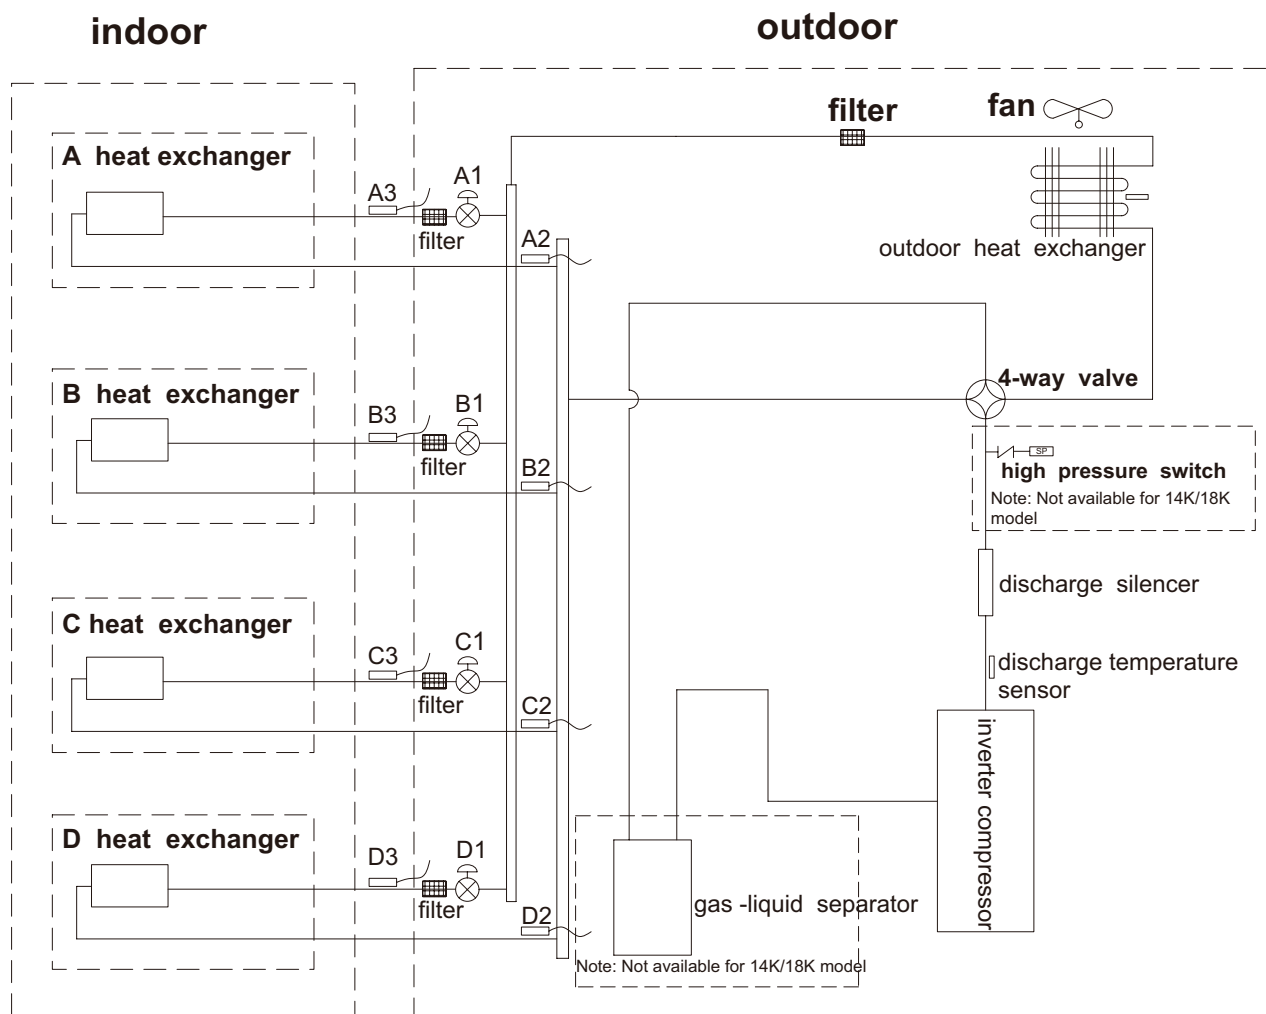 indoor
outdoor
filter
fan
A heat exchanger
A3
A1
filter
A2
outdoor heat exchanger
4-way valve
B heat exchanger
B3
B1
filter
B2
SP
high pressure switch
Note: Not available for 14K/18K
model
discharge silencer
C heat exchanger
C3
C1
filter
C2
discharge temperature
sensor
inverter compressor
D heat exchanger
D3
D1
filter
D2
gas -liquid separator
Note: Not available for 14K/18K model